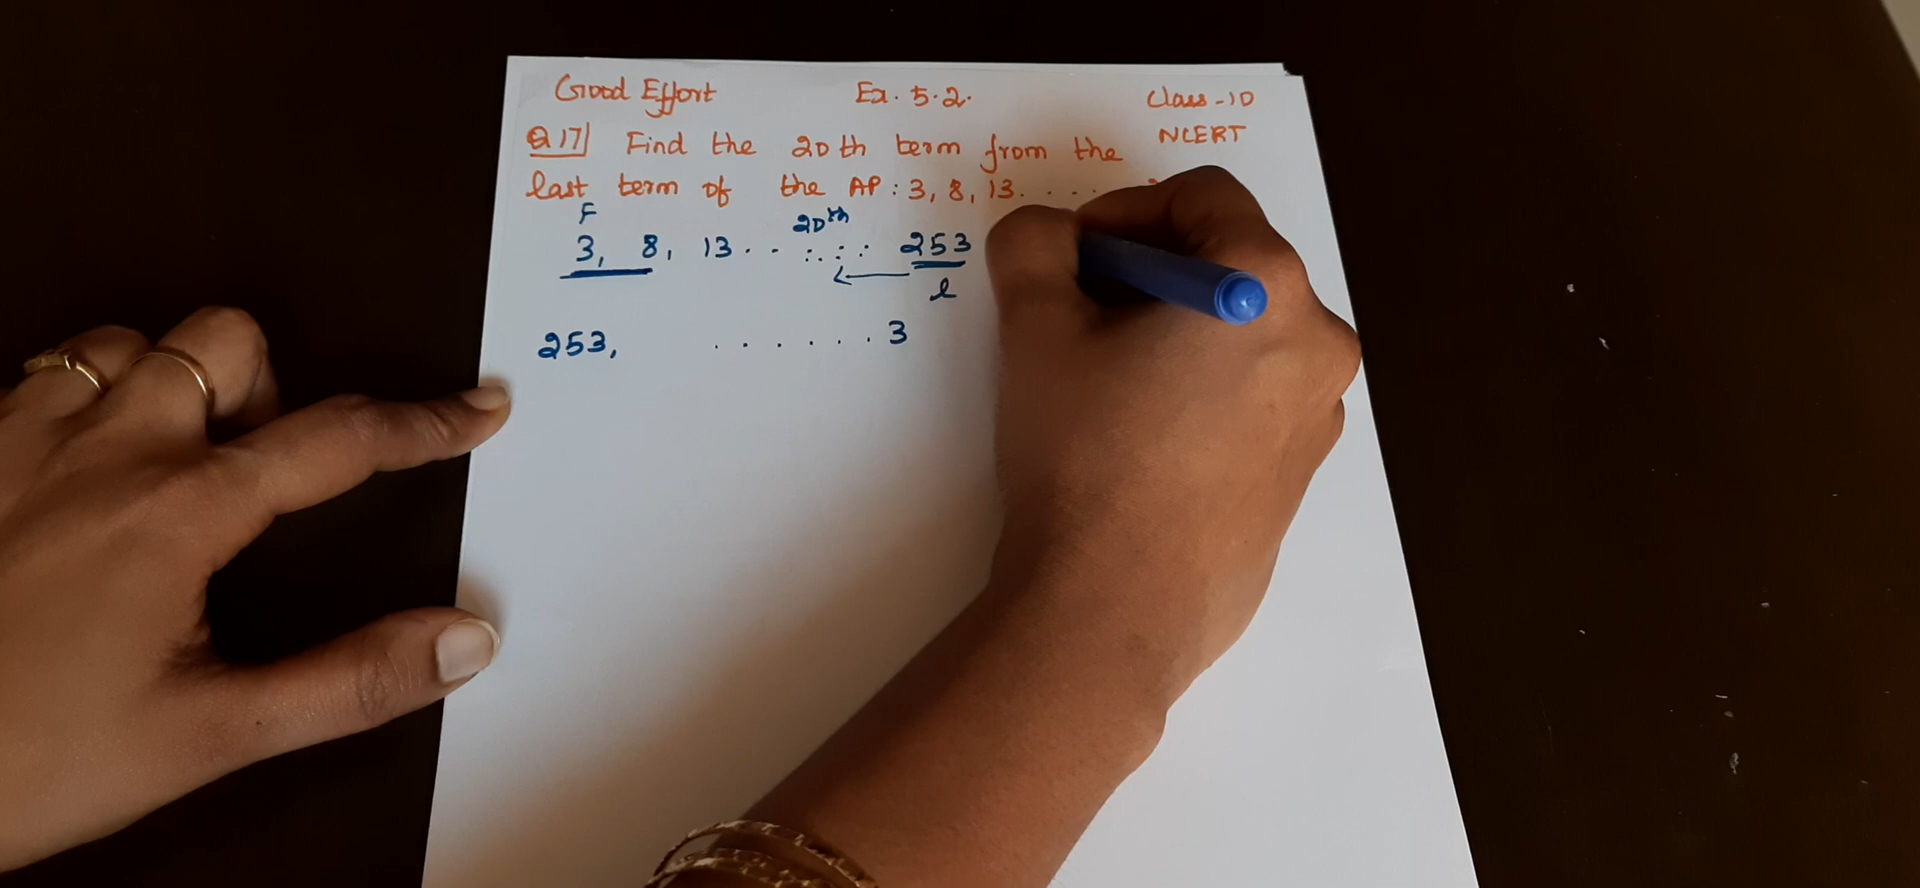 Good Effort Ex. 5.2. Class-10
NCERT
Q 17 Find the 20th term from the
last term of the AP: 3, 8, 13. . . .
F 20th
3, 8, 13. . . . . . . 253
l
253, . . . . . . 3